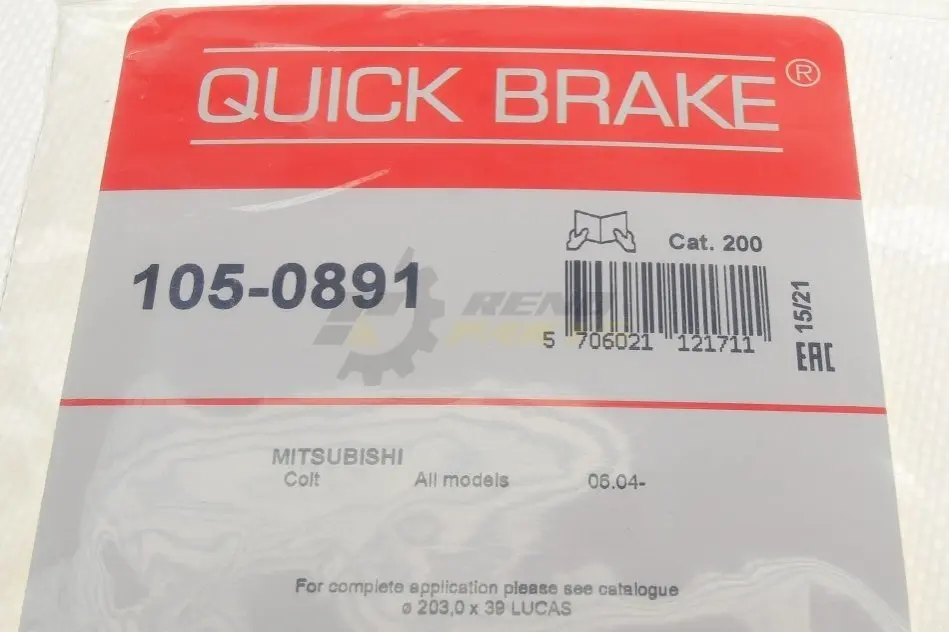 QUICK BRAKE®
Cat. 200
105-0891
5 706021 121711
15/21
EAC
MITSUBISHI
Colt All models 06.04-
For complete application please see catalogue
ø 203,0 x 39 LUCAS